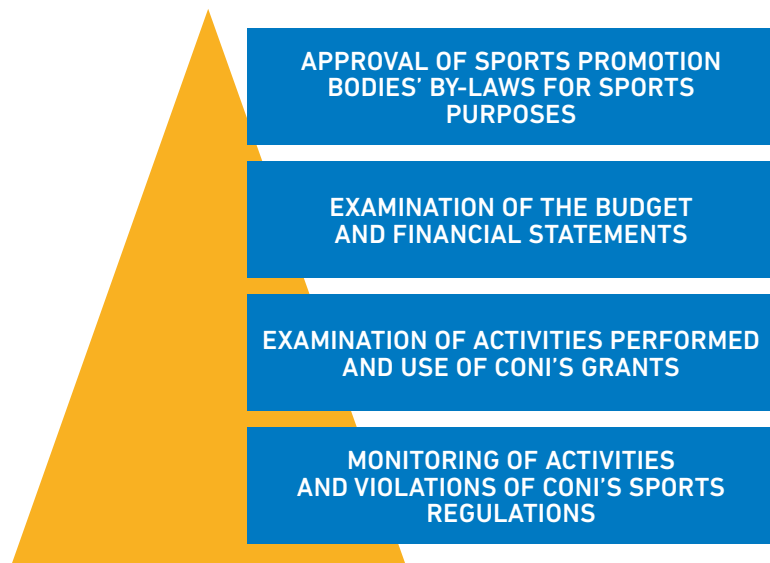 APPROVAL OF SPORTS PROMOTION
BODIES’ BY-LAWS FOR SPORTS
PURPOSES
EXAMINATION OF THE BUDGET
AND FINANCIAL STATEMENTS
EXAMINATION OF ACTIVITIES PERFORMED
AND USE OF CONI’S GRANTS
MONITORING OF ACTIVITIES
AND VIOLATIONS OF CONI’S SPORTS
REGULATIONS